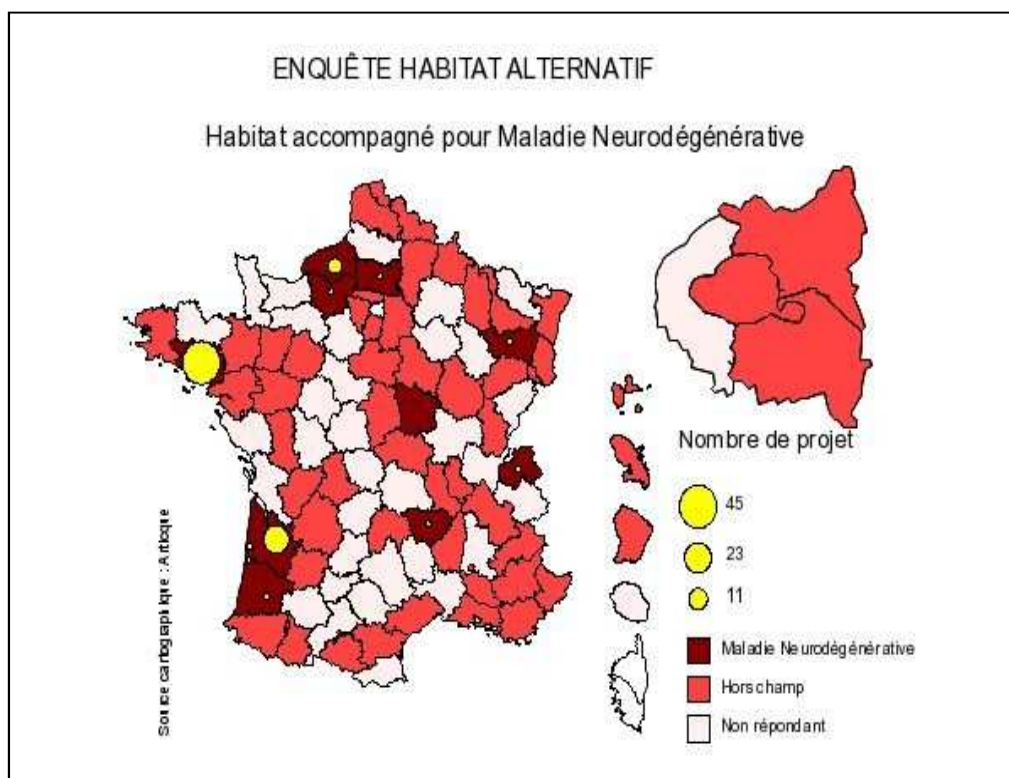 ENQUÊTE HABITAT ALTERNATIF
Habitat accompagné pour Maladie Neurodégénérative
Nombre de projet
45
23
11
Maladie Neurodégénérative
Hors champ
Non répondant
Source cartographique : Articque